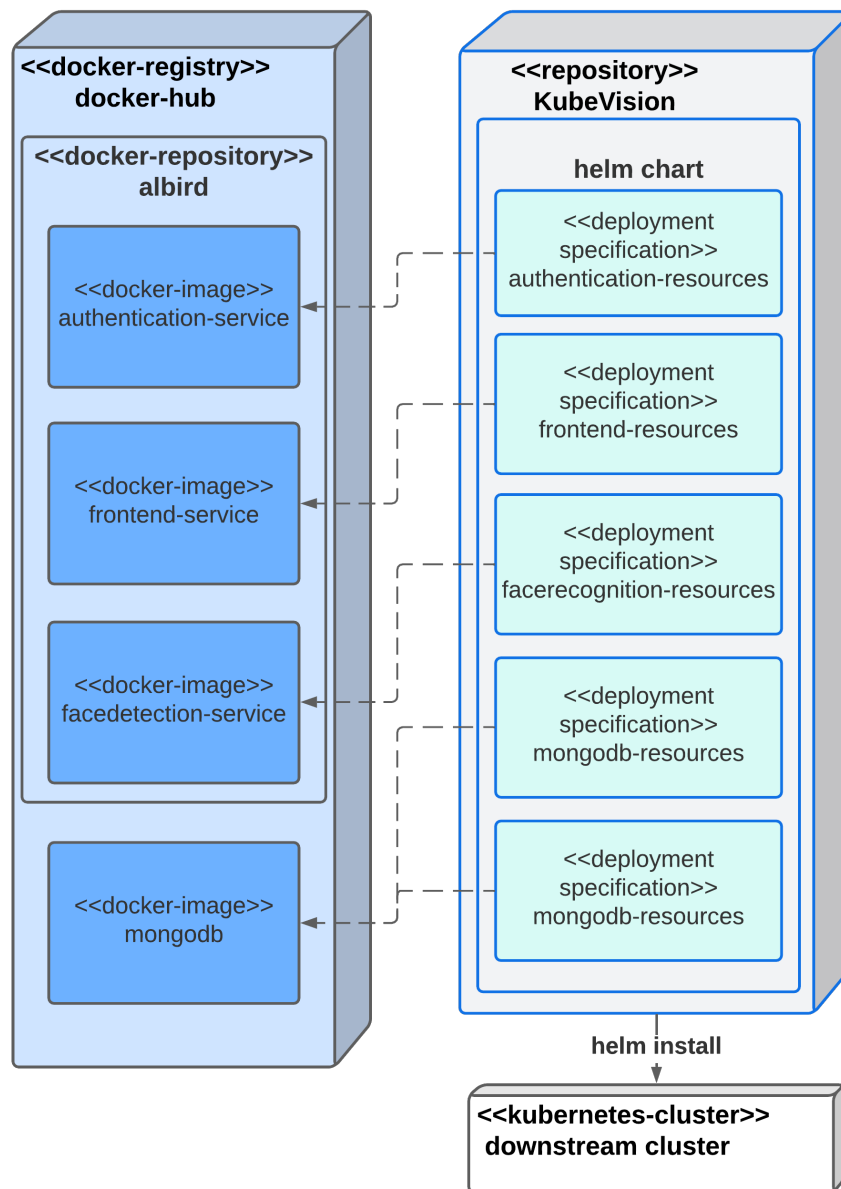 <<docker-registry>>
docker-hub
<<docker-repository>>
albird
<<docker-image>>
authentication-service
<<docker-image>>
frontend-service
<<docker-image>>
facedetection-service
<<docker-image>>
mongodb
<<repository>>
KubeVision
helm chart
<<deployment
specification>>
authentication-resources
<<deployment
specification>>
frontend-resources
<<deployment
specification>>
facerecognition-resources
<<deployment
specification>>
mongodb-resources
<<deployment
specification>>
mongodb-resources
helm install
<<kubernetes-cluster>>
downstream cluster